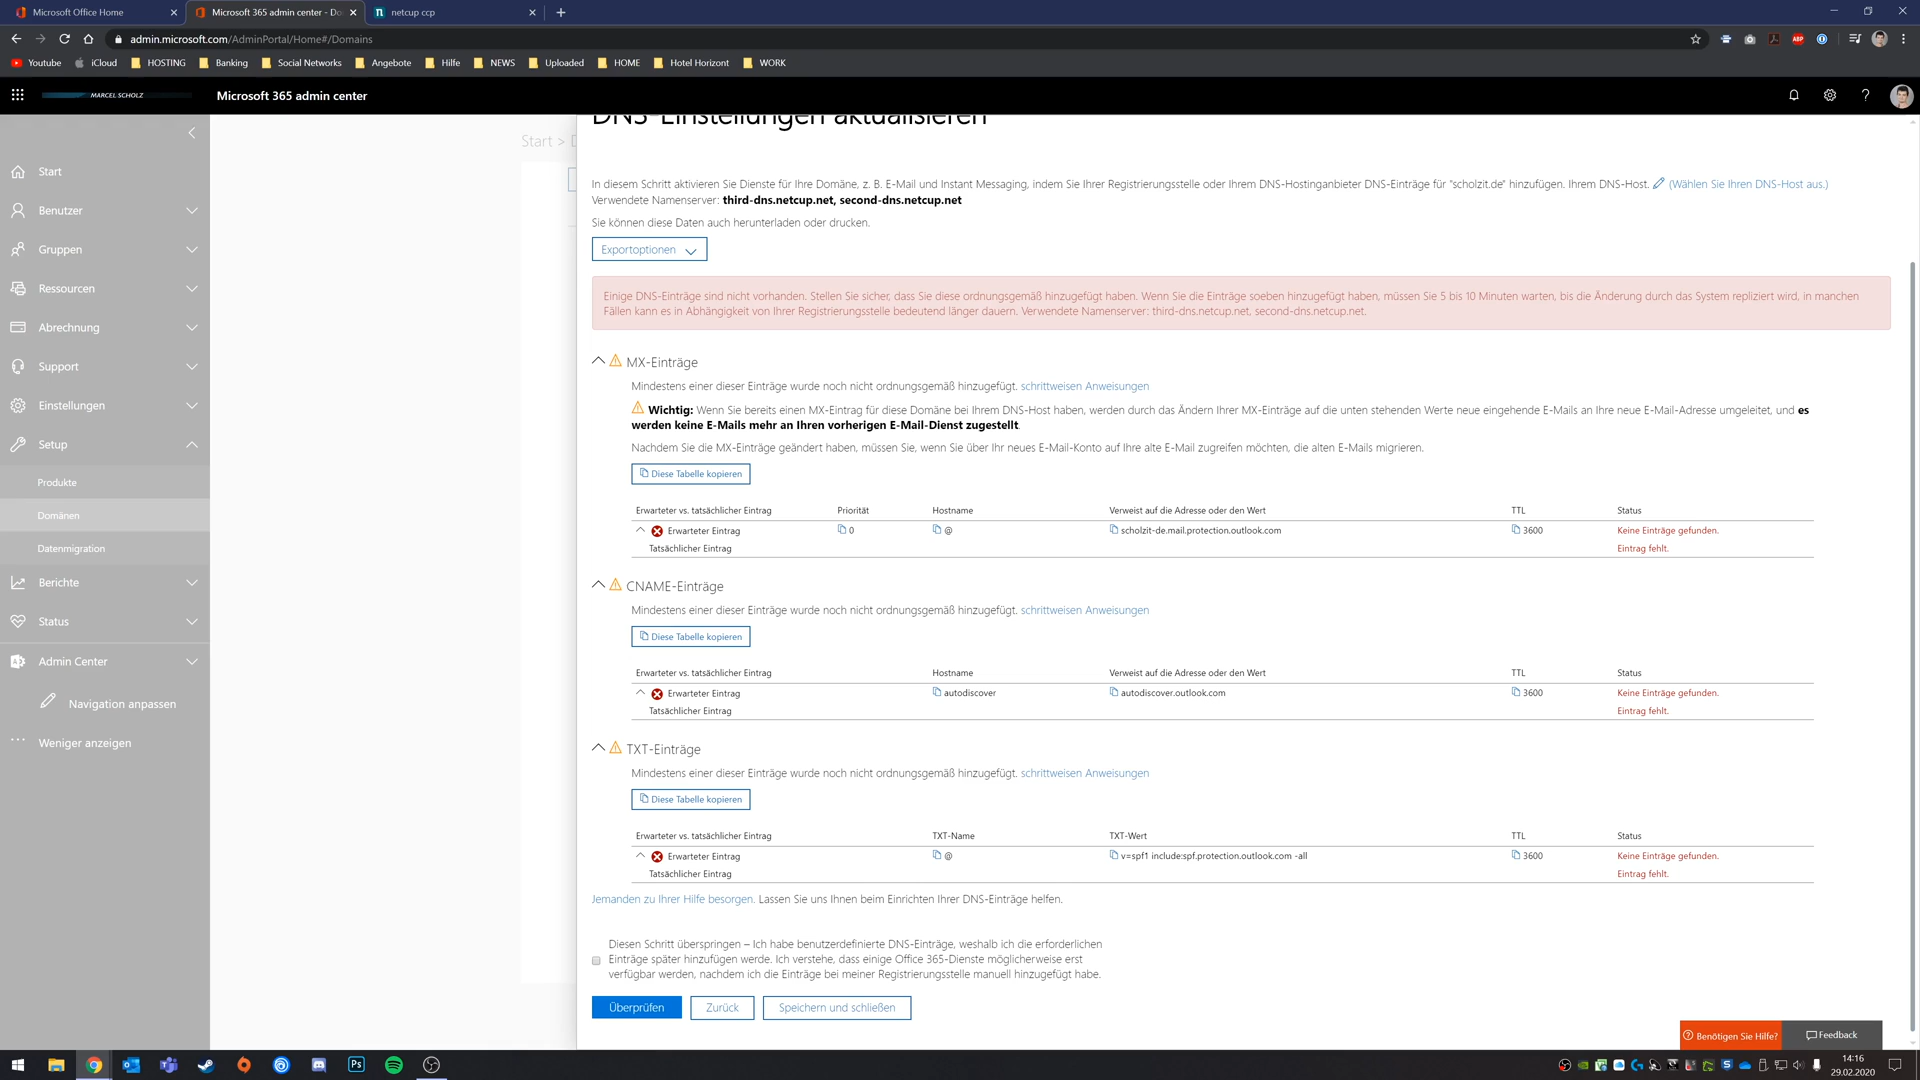 Microsoft Office Home
Microsoft 365 admin center - Do
netcup ccp
admin.microsoft.com/AdminPortal/Home#/Domains
Youtube
iCloud
HOSTING
Banking
Social Networks
Angebote
Hilfe
NEWS
Uploaded
HOME
Hotel Horizont
WORK
MARCEL SCHOLZ
Microsoft 365 admin center
Start
Benutzer
Gruppen
Ressourcen
Abrechnung
Support
Einstellungen
Setup
Produkte
Domänen
Datenmigration
Berichte
Status
Admin Center
Navigation anpassen
Weniger anzeigen
Start > D
DNS-Einstellungen aktualisieren
In diesem Schritt aktivieren Sie Dienste für Ihre Domäne, z. B. E-Mail und Instant Messaging, indem Sie Ihrer Registrierungsstelle oder Ihrem DNS-Hostinganbieter DNS-Einträge für "scholzit.de" hinzufügen. Ihrem DNS-Host. (Wählen Sie Ihren DNS-Host aus.)
Verwendete Namenserver: third-dns.netcup.net, second-dns.netcup.net
Sie können diese Daten auch herunterladen oder drucken.
Exportoptionen
Einige DNS-Einträge sind nicht vorhanden. Stellen Sie sicher, dass Sie diese ordnungsgemäß hinzugefügt haben. Wenn Sie die Einträge soeben hinzugefügt haben, müssen Sie 5 bis 10 Minuten warten, bis die Änderung durch das System repliziert wird, in manchen
Fällen kann es in Abhängigkeit von Ihrer Registrierungsstelle bedeutend länger dauern. Verwendete Namenserver: third-dns.netcup.net, second-dns.netcup.net.
MX-Einträge
Mindestens einer dieser Einträge wurde noch nicht ordnungsgemäß hinzugefügt. schrittweisen Anweisungen
Wichtig: Wenn Sie bereits einen MX-Eintrag für diese Domäne bei Ihrem DNS-Host haben, werden durch das Ändern Ihrer MX-Einträge auf die unten stehenden Werte neue eingehende E-Mails an Ihre neue E-Mail-Adresse umgeleitet, und es
werden keine E-Mails mehr an Ihren vorherigen E-Mail-Dienst zugestellt.
Nachdem Sie die MX-Einträge geändert haben, müssen Sie, wenn Sie über Ihr neues E-Mail-Konto auf Ihre alte E-Mail zugreifen möchten, die alten E-Mails migrieren.
Diese Tabelle kopieren
Erwarteter vs. tatsächlicher Eintrag Priorität Hostname Verweist auf die Adresse oder den Wert TTL Status
Erwarteter Eintrag 0 @ scholzit-de.mail.protection.outlook.com 3600 Keine Einträge gefunden.
Tatsächlicher Eintrag Eintrag fehlt.
CNAME-Einträge
Mindestens einer dieser Einträge wurde noch nicht ordnungsgemäß hinzugefügt. schrittweisen Anweisungen
Diese Tabelle kopieren
Erwarteter vs. tatsächlicher Eintrag Hostname Verweist auf die Adresse oder den Wert TTL Status
Erwarteter Eintrag autodiscover autodiscover.outlook.com 3600 Keine Einträge gefunden.
Tatsächlicher Eintrag Eintrag fehlt.
TXT-Einträge
Mindestens einer dieser Einträge wurde noch nicht ordnungsgemäß hinzugefügt. schrittweisen Anweisungen
Diese Tabelle kopieren
Erwarteter vs. tatsächlicher Eintrag TXT-Name TXT-Wert TTL Status
Erwarteter Eintrag @ v=spf1 include:spf.protection.outlook.com -all 3600 Keine Einträge gefunden.
Tatsächlicher Eintrag Eintrag fehlt.
Jemanden zu Ihrer Hilfe besorgen. Lassen Sie uns Ihnen beim Einrichten Ihrer DNS-Einträge helfen.
Diesen Schritt überspringen – Ich habe benutzerdefinierte DNS-Einträge, weshalb ich die erforderlichen
Einträge später hinzufügen werde. Ich verstehe, dass einige Office 365-Dienste möglicherweise erst
verfügbar werden, nachdem ich die Einträge bei meiner Registrierungsstelle manuell hinzugefügt habe.
Überprüfen
Zurück
Speichern und schließen
Benötigen Sie Hilfe?
Feedback
14:16
29.02.2020